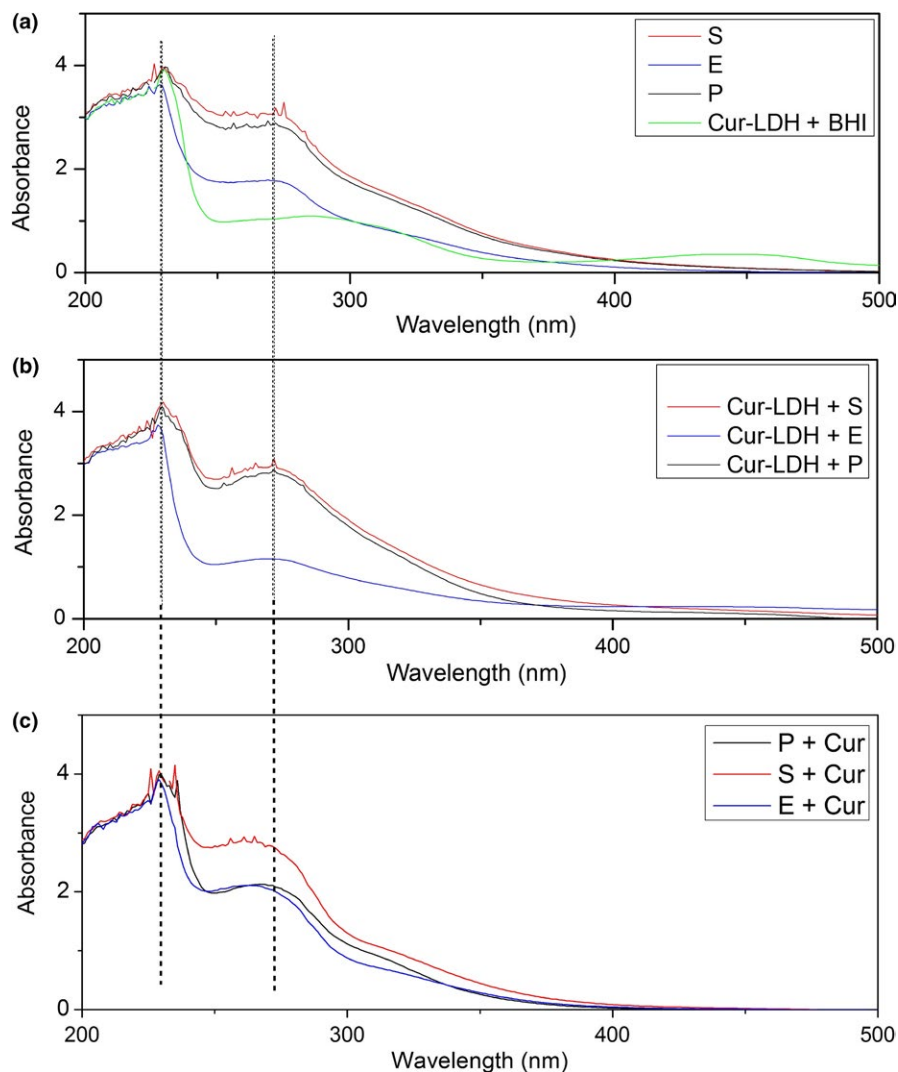 (a)
Absorbance
4
2
0
200
300
400
500
Wavelength (nm)
S
E
P
Cur-LDH + BHI
(b)
Absorbance
4
2
0
200
300
400
500
Wavelength (nm)
Cur-LDH + S
Cur-LDH + E
Cur-LDH + P
(c)
Absorbance
4
2
0
200
300
400
500
Wavelength (nm)
P + Cur
S + Cur
E + Cur